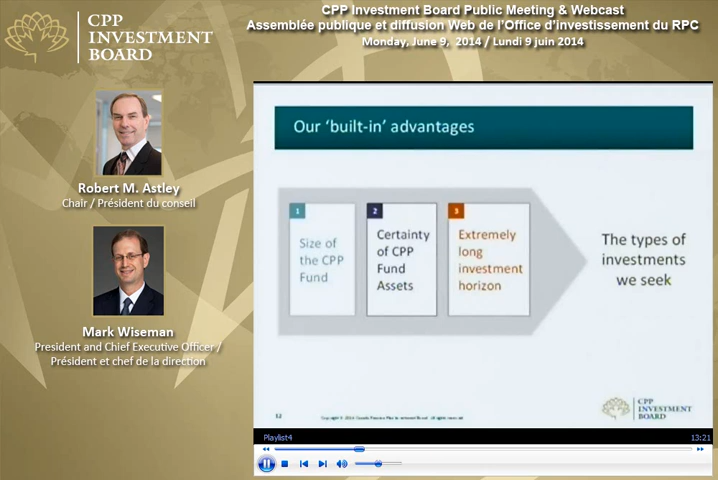 CPP
INVESTMENT
BOARD
CPP Investment Board Public Meeting & Webcast
Assemblée publique et diffusion Web de l'Office d'investissement du RPC
Monday, June 9, 2014 / Lundi 9 juin 2014
Robert M. Astley
Chair / Président du conseil
Mark Wiseman
President and Chief Executive Officer /
Président et chef de la direction
Our ‘built-in’ advantages
1
Size of
the CPP
Fund
2
Certainty
of CPP
Fund
Assets
3
Extremely
long
investment
horizon
The types of
investments
we seek
12
CPP
INVESTMENT
BOARD
Playlist4
13:21